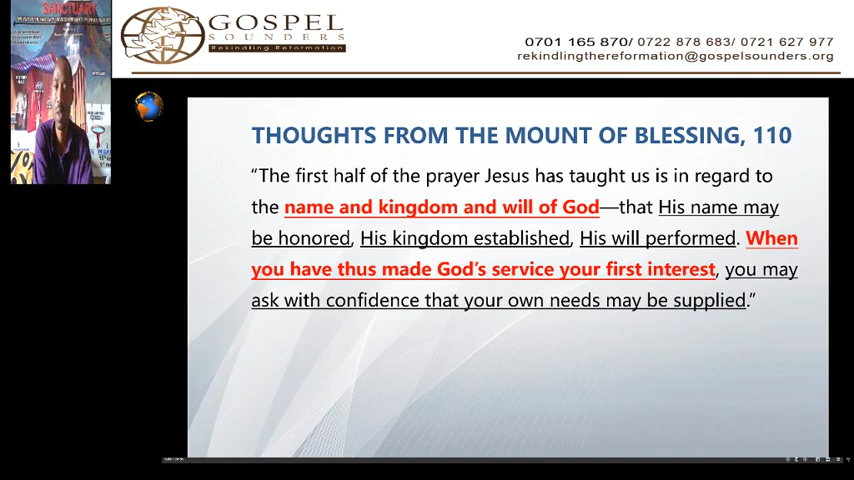 SANCTUARY
GOSPEL
SOUNDERS
Rekindling Reformation
0701 165 870/ 0722 878 683/ 0721 627 977
rekindlingthereformation@gospelsounders.org
THOUGHTS FROM THE MOUNT OF BLESSING, 110
“The first half of the prayer Jesus has taught us is in regard to
the name and kingdom and will of God—that His name may
be honored, His kingdom established, His will performed. When
you have thus made God’s service your first interest, you may
ask with confidence that your own needs may be supplied.”